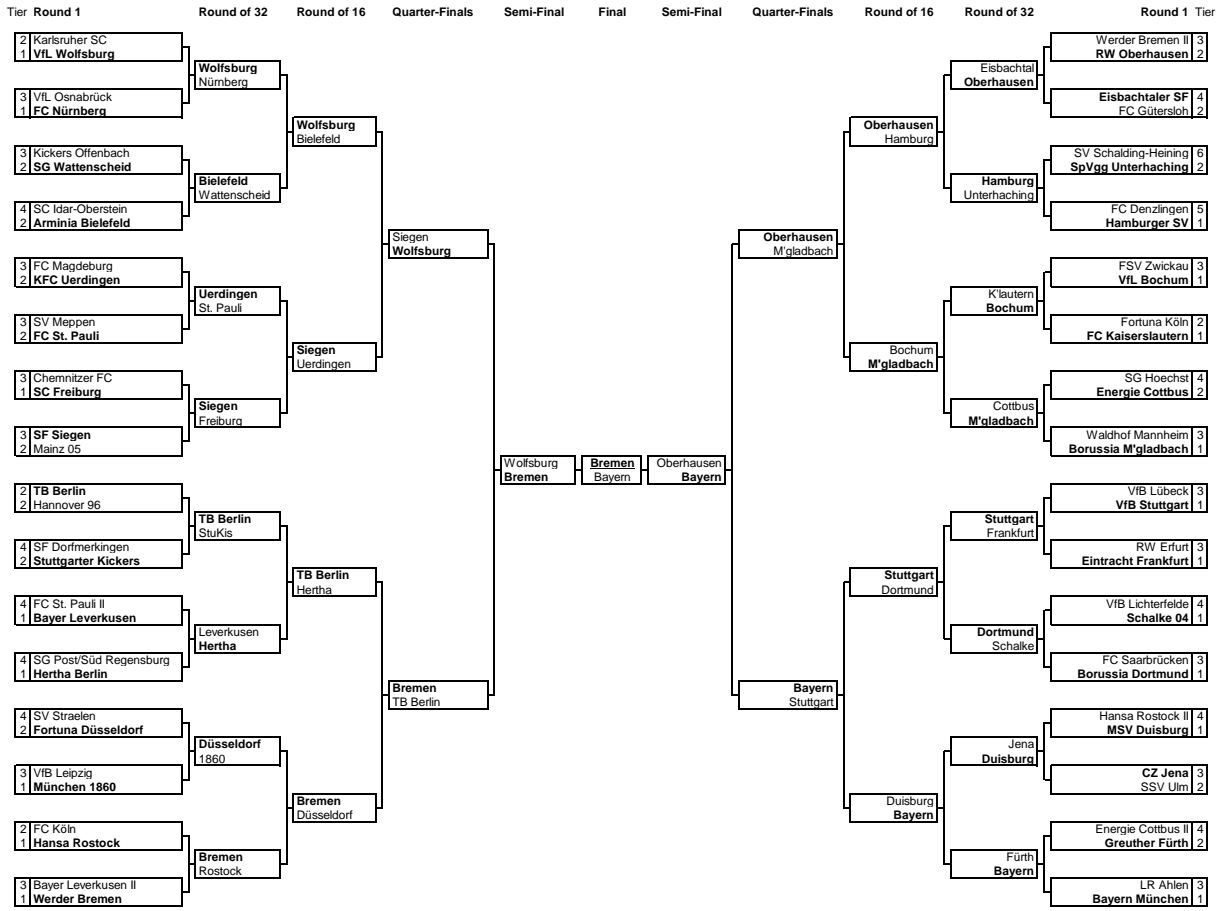 Tier Round 1 Round of 32 Round of 16 Quarter-Finals Semi-Final Final Semi-Final Quarter-Finals Round of 16 Round of 32 Round 1 Tier
2 Karlsruher SC
1 VfL Wolfsburg
Wolfsburg
Nürnberg
3 VfL Osnabrück
1 FC Nürnberg
Wolfsburg
Bielefeld
3 Kickers Offenbach
2 SG Wattenscheid
Bielefeld
Wattenscheid
4 SC Idar-Oberstein
2 Arminia Bielefeld
Siegen
Wolfsburg
3 FC Magdeburg
2 KFC Uerdingen
Uerdingen
St. Pauli
3 SV Meppen
2 FC St. Pauli
Siegen
Uerdingen
3 Chemnitzer FC
1 SC Freiburg
Siegen
Freiburg
3 SF Siegen
2 Mainz 05
2 TB Berlin
2 Hannover 96
TB Berlin
StuKis
4 SF Dorfmerkingen
2 Stuttgarter Kickers
TB Berlin
Hertha
4 FC St. Pauli II
1 Bayer Leverkusen
Leverkusen
Hertha
4 SG Post/Süd Regensburg
1 Hertha Berlin
Bremen
TB Berlin
4 SV Straelen
2 Fortuna Düsseldorf
Düsseldorf
1860
3 VfB Leipzig
1 München 1860
Bremen
Düsseldorf
2 FC Köln
1 Hansa Rostock
Bremen
Rostock
3 Bayer Leverkusen II
1 Werder Bremen
Wolfsburg
Bremen
Bremen
Bayern
Oberhausen
Bayern
Werder Bremen II 3
RW Oberhausen 2
Eisbachtal
Oberhausen
Eisbachtaler SF 4
FC Gütersloh 2
Oberhausen
Hamburg
SV Schalding-Heining 6
SpVgg Unterhaching 2
Hamburg
Unterhaching
FC Denzlingen 5
Hamburger SV 1
Oberhausen
M'gladbach
FSV Zwickau 3
VfL Bochum 1
K'lautern
Bochum
Fortuna Köln 2
FC Kaiserslautern 1
Bochum
M'gladbach
SG Hoechst 4
Energie Cottbus 2
Cottbus
M'gladbach
Waldhof Mannheim 3
Borussia M'gladbach 1
VfB Lübeck 3
VfB Stuttgart 1
Stuttgart
Frankfurt
RW Erfurt 3
Eintracht Frankfurt 1
Stuttgart
Dortmund
VfB Lichterfelde 4
Schalke 04 1
Dortmund
Schalke
FC Saarbrücken 3
Borussia Dortmund 1
Bayern
Stuttgart
Hansa Rostock II 4
MSV Duisburg 1
Jena
Duisburg
CZ Jena 3
SSV Ulm 2
Duisburg
Bayern
Energie Cottbus II 4
Greuther Fürth 2
Fürth
Bayern
LR Ahlen 3
Bayern München 1